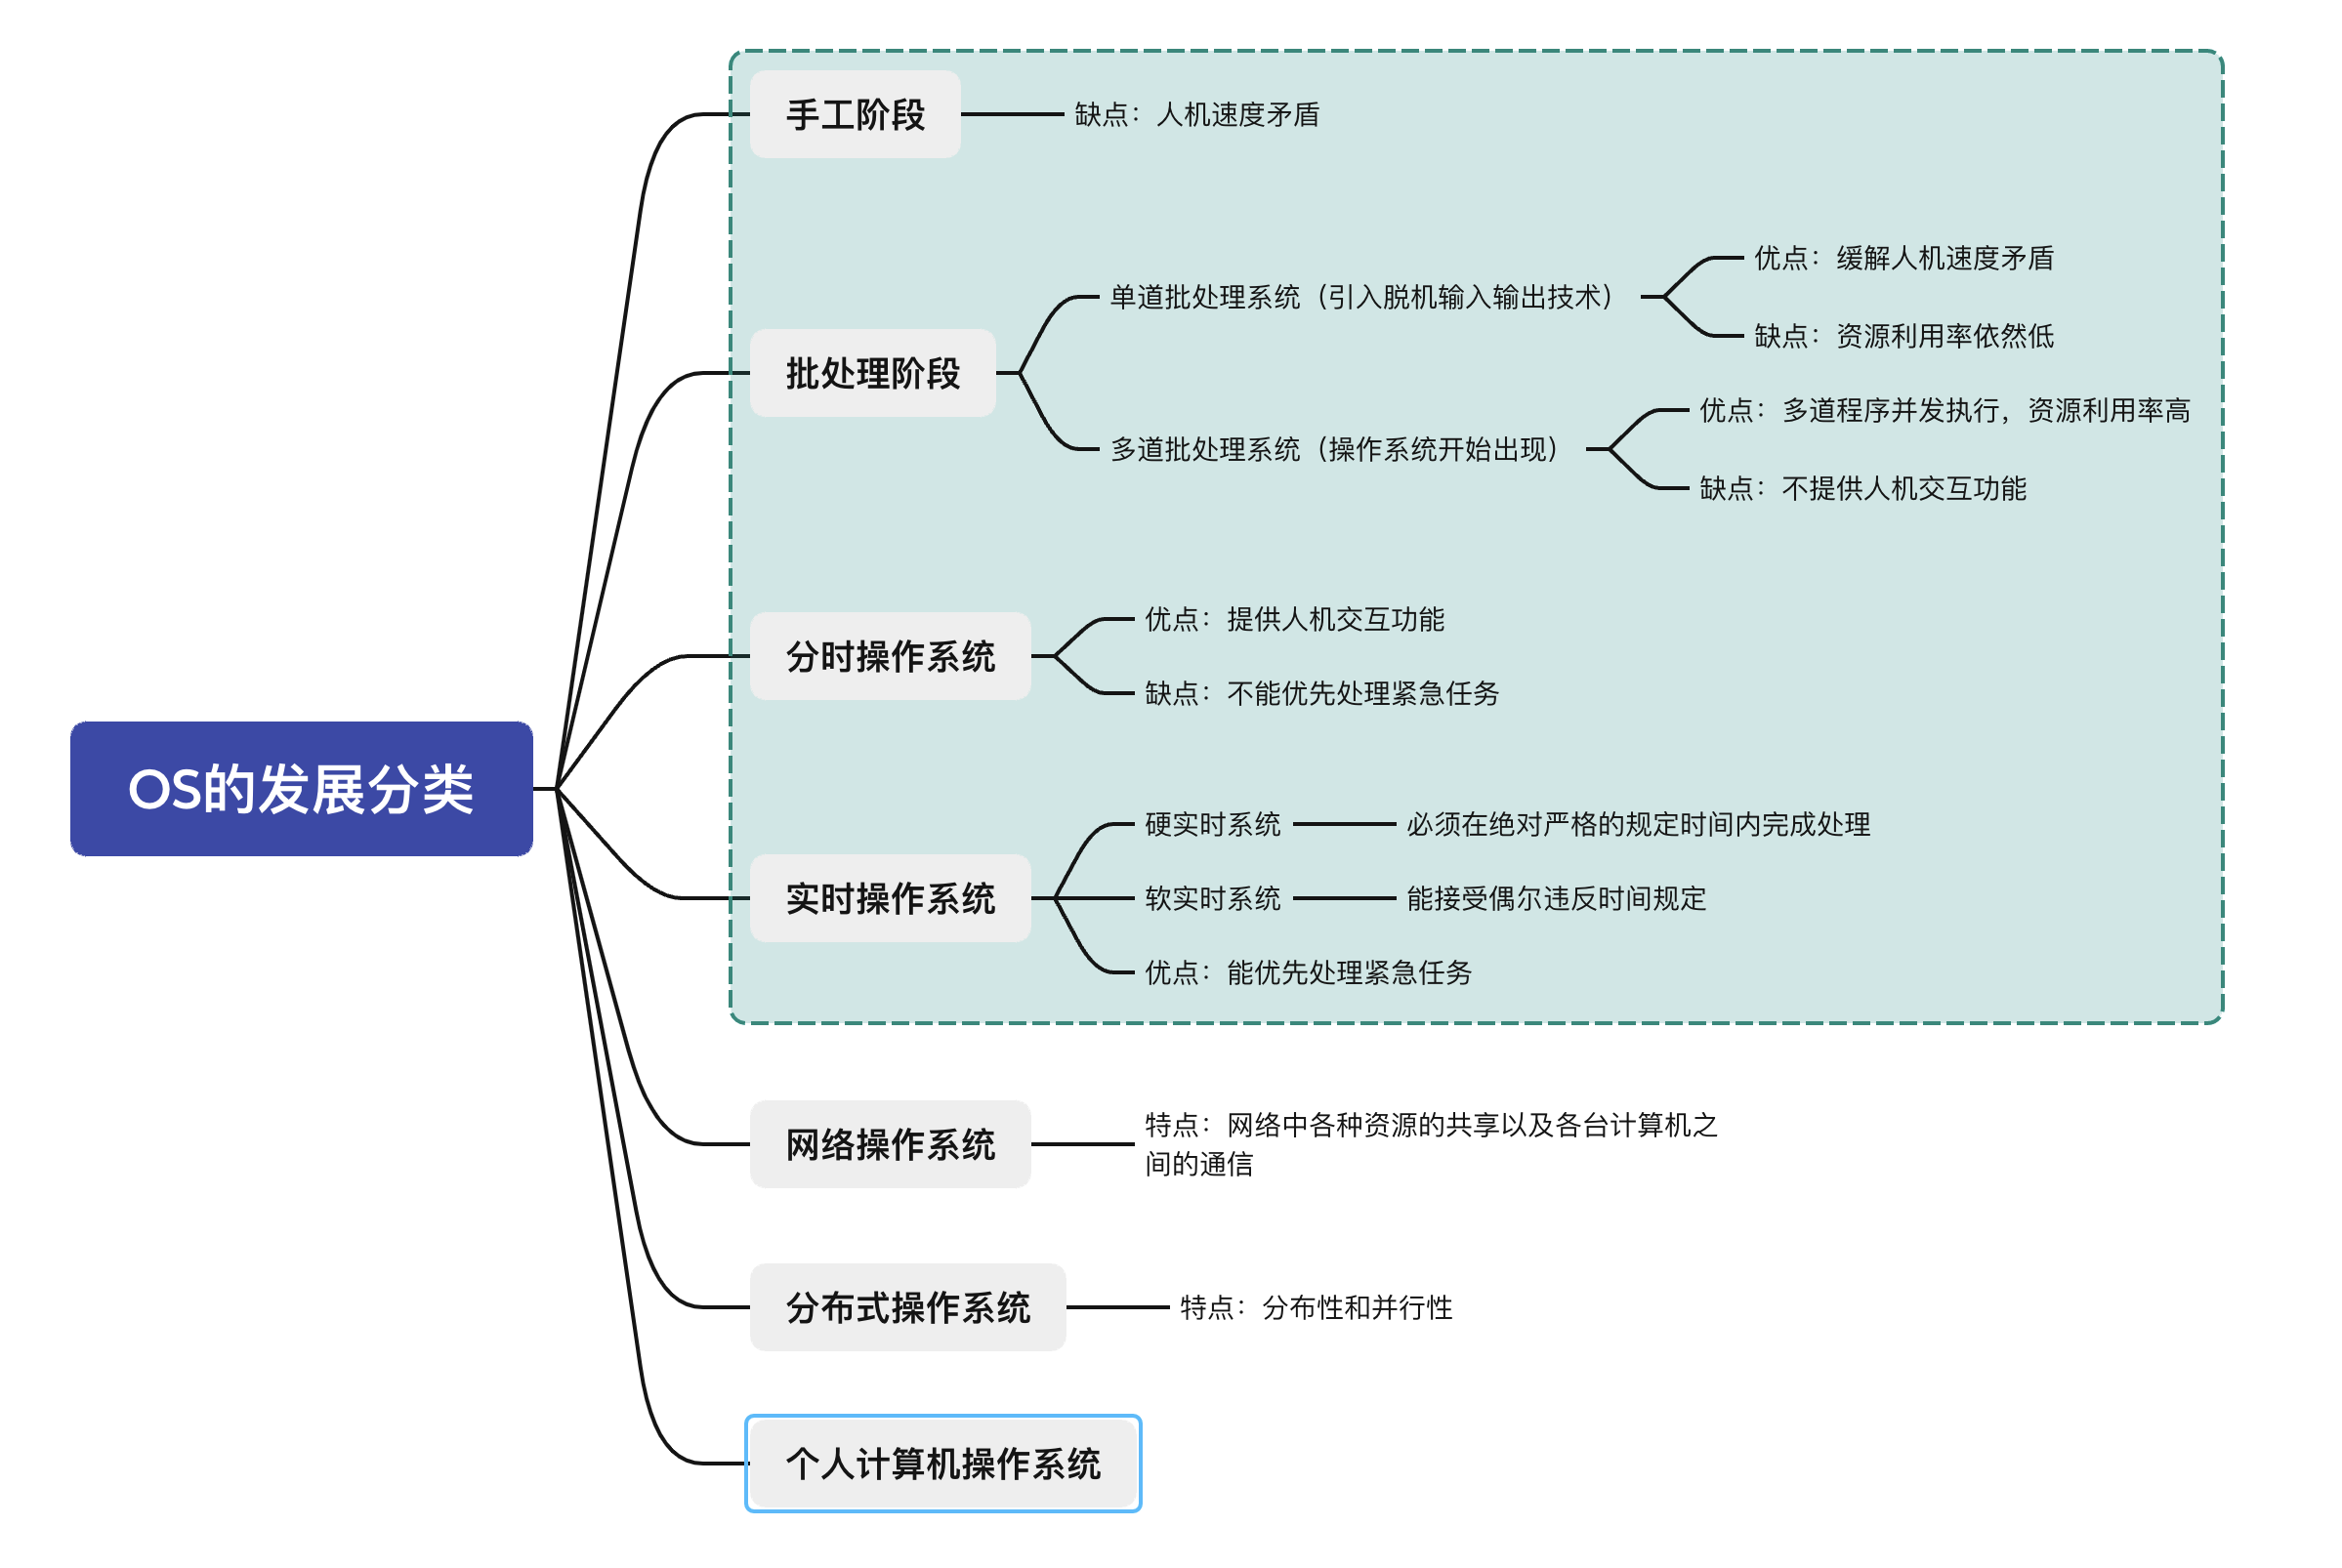 OS的发展分类
手工阶段
缺点：人机速度矛盾
批处理阶段
单道批处理系统（引入脱机输入输出技术）
优点：缓解人机速度矛盾
缺点：资源利用率依然低
多道批处理系统（操作系统开始出现）
优点：多道程序并发执行，资源利用率高
缺点：不提供人机交互功能
分时操作系统
优点：提供人机交互功能
缺点：不能优先处理紧急任务
实时操作系统
硬实时系统
必须在绝对严格的规定时间内完成处理
软实时系统
能接受偶尔违反时间规定
优点：能优先处理紧急任务
网络操作系统
特点：网络中各种资源的共享以及各台计算机之
间的通信
分布式操作系统
特点：分布性和并行性
个人计算机操作系统